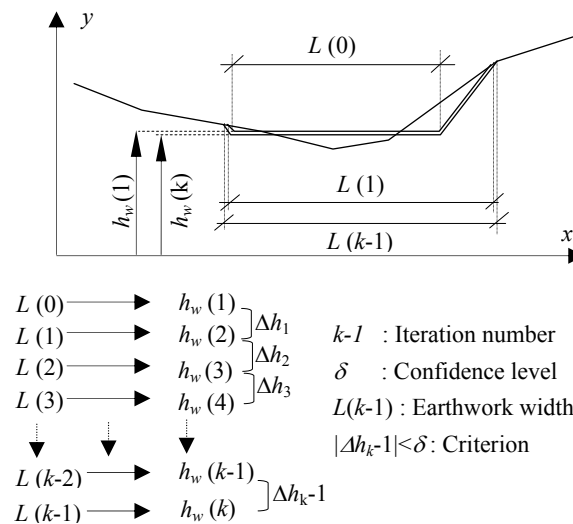 y
L (0)
h_w (1)
h_w (k)
L (1)
L (k-1)
x
L (0) h_w (1)
Δh_1
L (1) h_w (2)
Δh_2
L (2) h_w (3)
Δh_3
L (3) h_w (4)
L (k-2) h_w (k-1)
Δh_k-1
L (k-1) h_w (k)
k-1 : Iteration number
δ : Confidence level
L(k-1) : Earthwork width
|Δh_k-1|<δ : Criterion